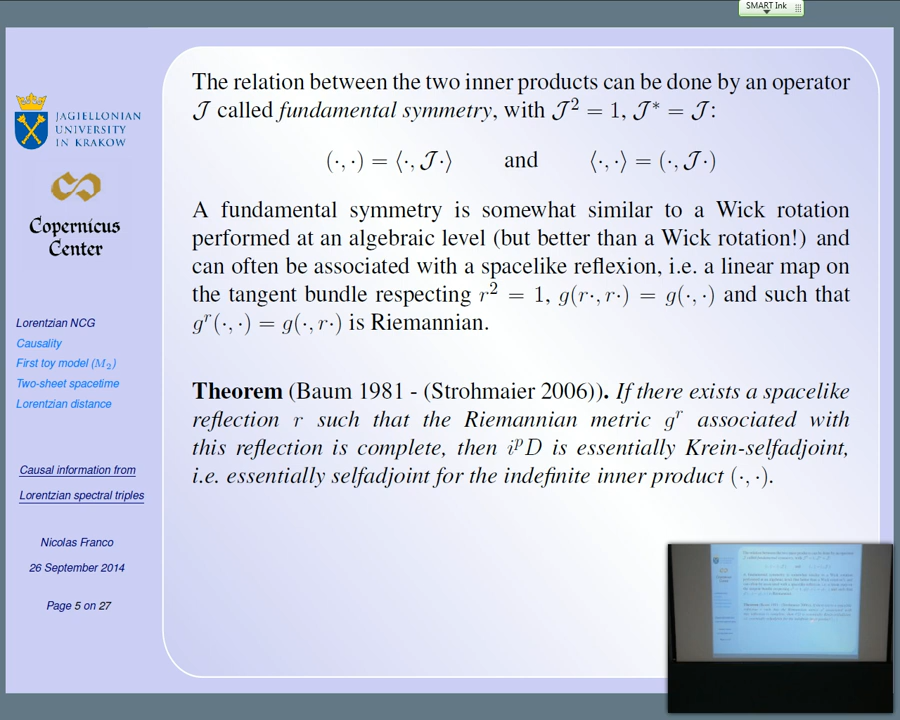 SMART Ink
The relation between the two inner products can be done by an operator
𝒥 called fundamental symmetry, with 𝒥² = 1, 𝒥* = 𝒥:
(·, ·) = ⟨·, 𝒥·⟩ and ⟨·, ·⟩ = (·, 𝒥·)
A fundamental symmetry is somewhat similar to a Wick rotation
performed at an algebraic level (but better than a Wick rotation!) and
can often be associated with a spacelike reflexion, i.e. a linear map on
the tangent bundle respecting r² = 1, g(r·, r·) = g(·, ·) and such that
gʳ(·, ·) = g(·, r·) is Riemannian.
Theorem (Baum 1981 - (Strohmaier 2006)). If there exists a spacelike
reflection r such that the Riemannian metric gʳ associated with
this reflection is complete, then iᵖD is essentially Krein-selfadjoint,
i.e. essentially selfadjoint for the indefinite inner product (·, ·).
JAGIELLONIAN
UNIVERSITY
IN KRAKOW
Copernicus
Center
Lorentzian NCG
Causality
First toy model (M₂)
Two-sheet spacetime
Lorentzian distance
Causal information from
Lorentzian spectral triples
Nicolas Franco
26 September 2014
Page 5 on 27